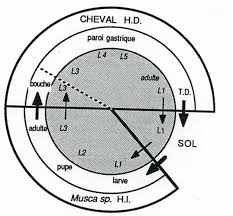 CHEVAL H.D.
paroi gastrique
L4 L5
L3
adulte
couche
L3
L1
T.D.
L3
L1
adulte
SOL
L2
L1
pupe
larve
Musca sp. H.I.